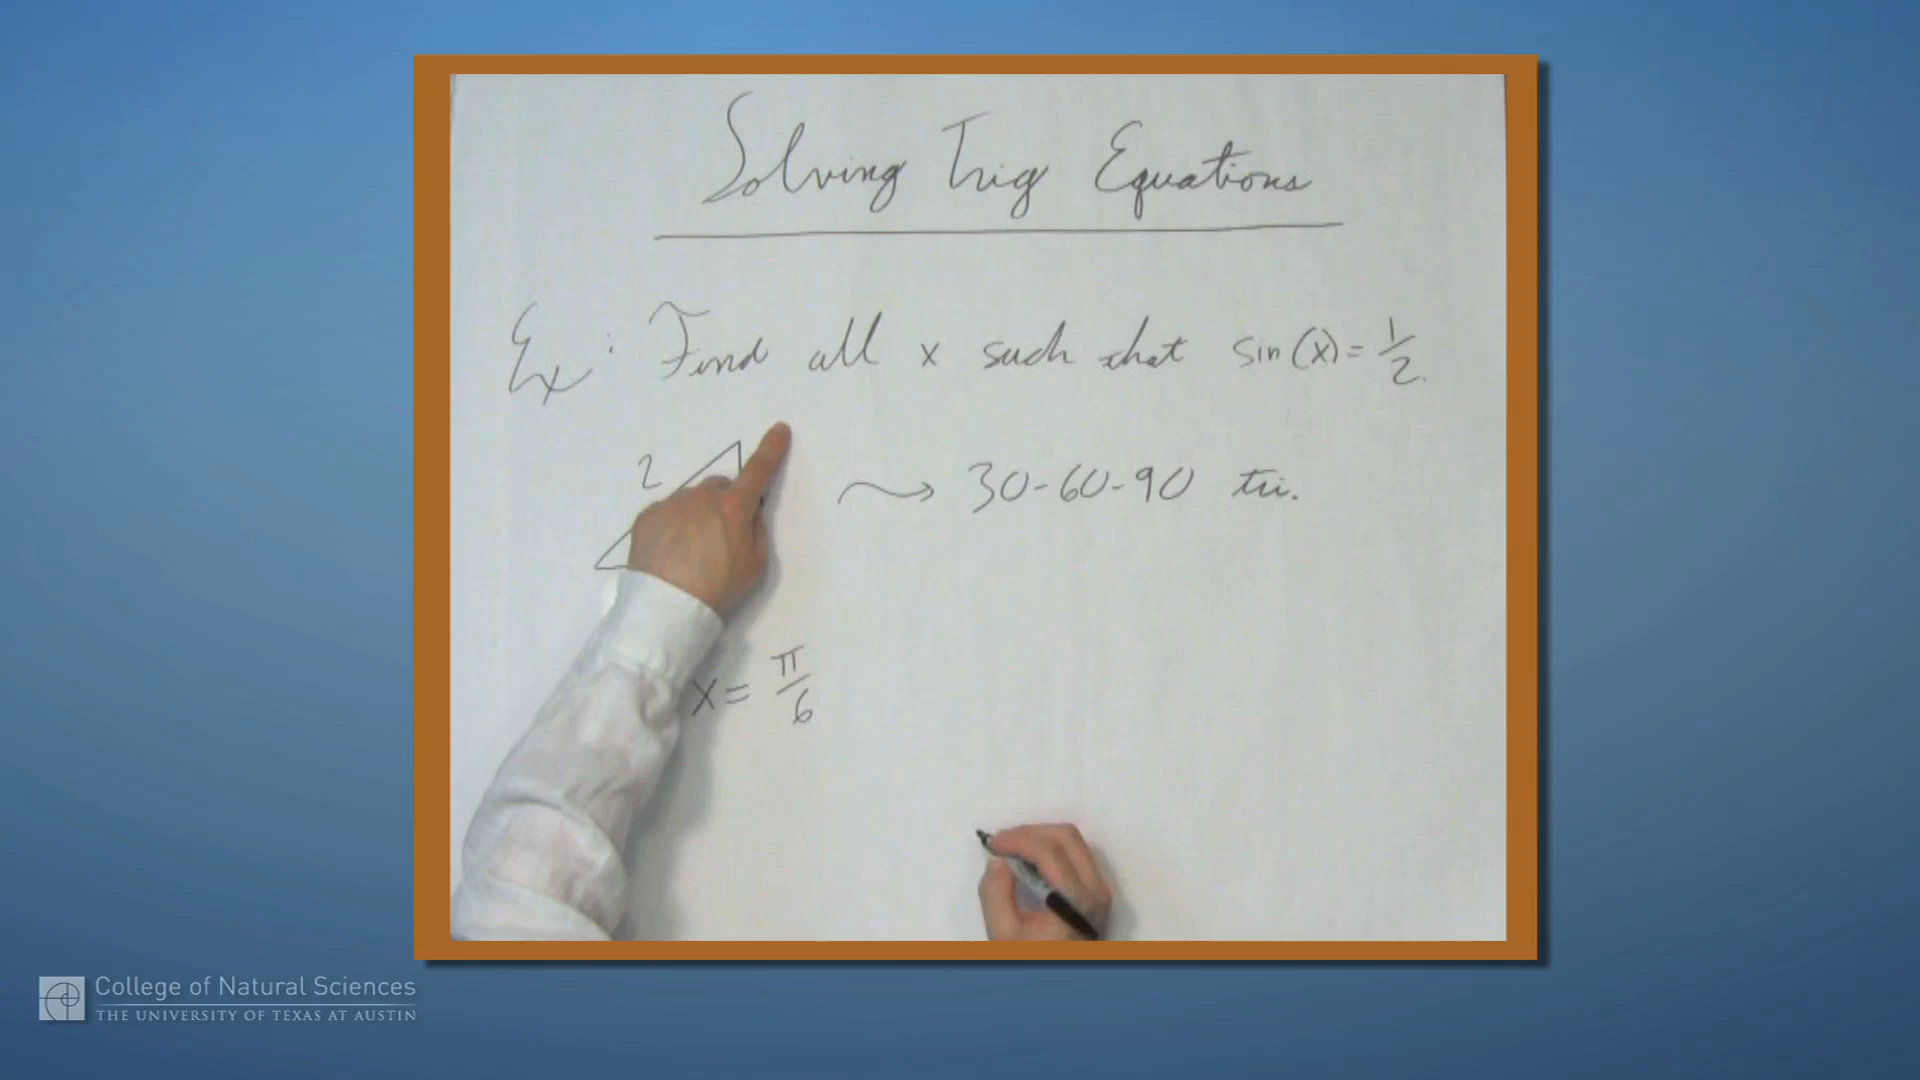 Solving Trig Equations
Ex: Find all x such that sin(x) = 1/2.
2
30-60-90 tri.
x = π/6
College of Natural Sciences
THE UNIVERSITY OF TEXAS AT AUSTIN